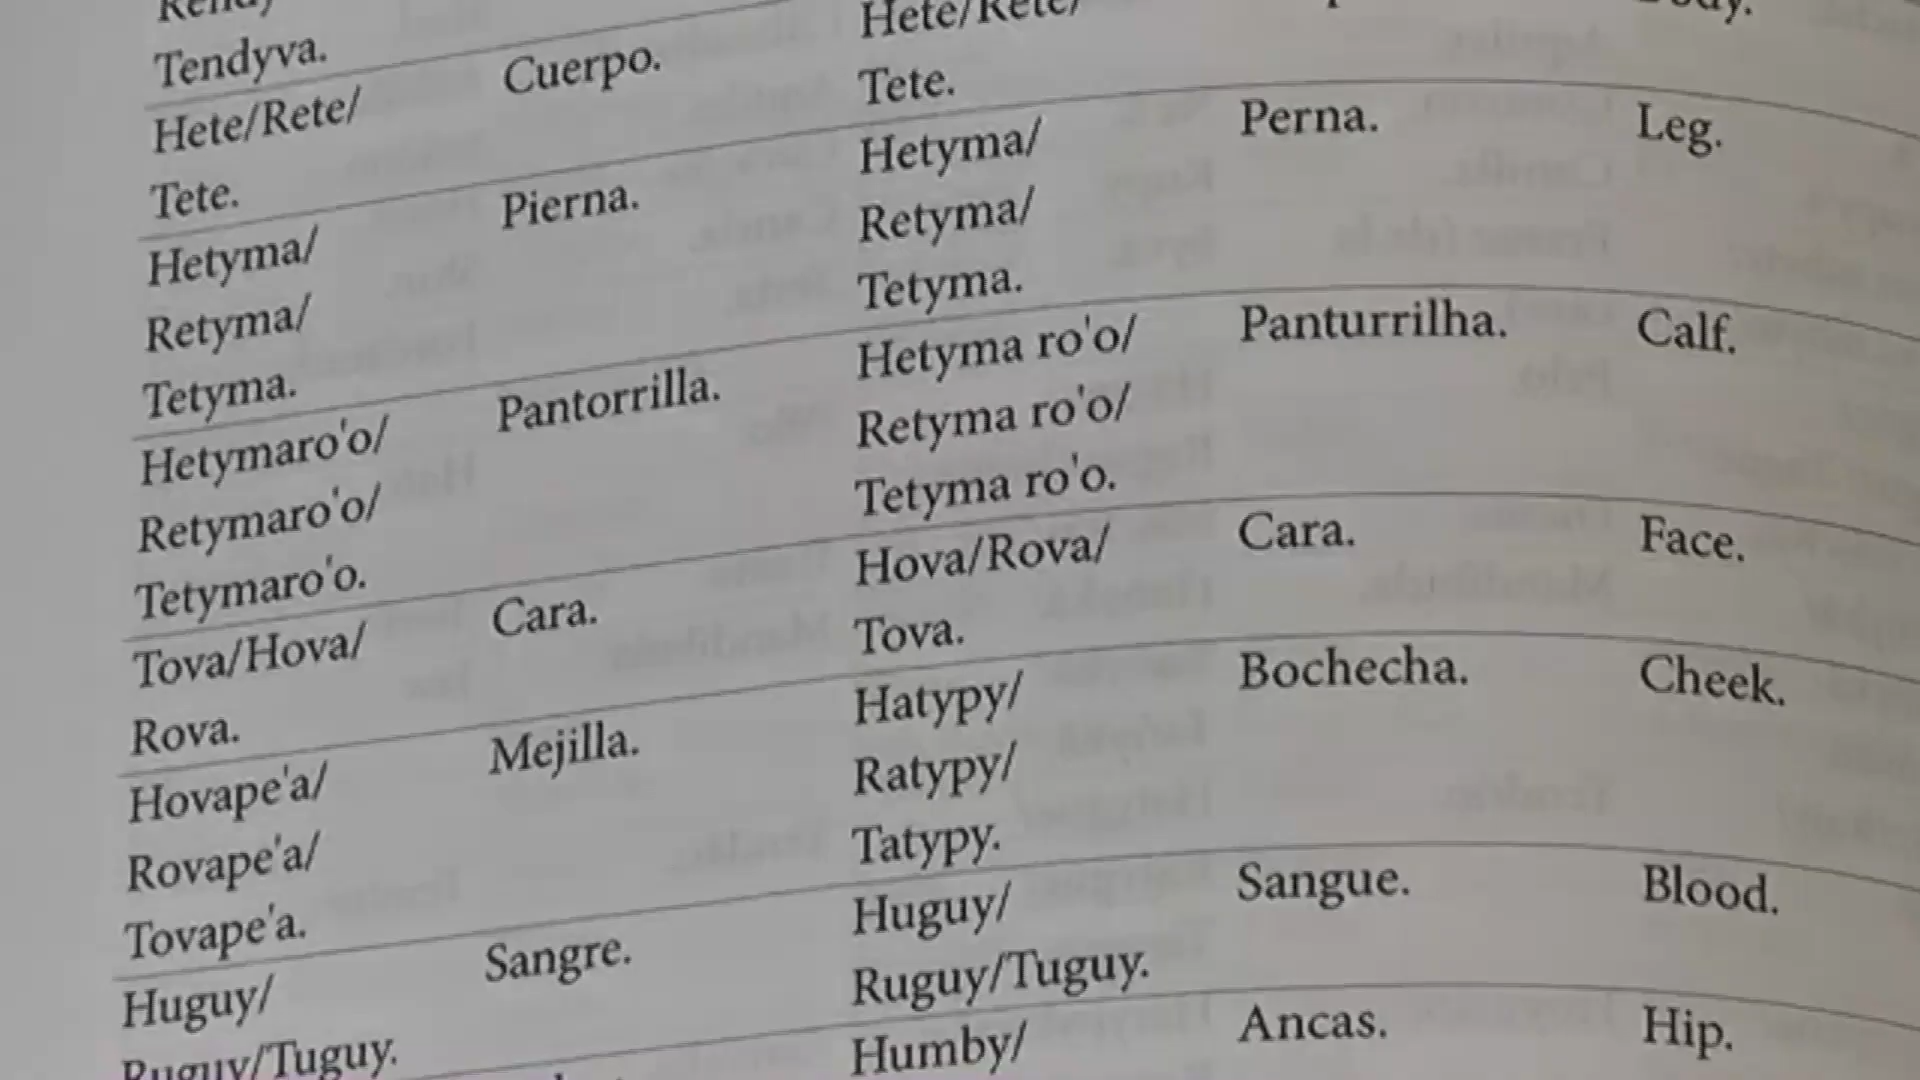 Tendyva.
Hete/Rete/ Cuerpo. Hete/Rete/
Tete. Tete.
Hetyma/ Pierna. Hetyma/ Perna. Leg.
Retyma/ Retyma/
Tetyma. Tetyma.
Hetymaro'o/ Pantorrilla. Hetyma ro'o/ Panturrilha. Calf.
Retymaro'o/ Retyma ro'o/
Tetymaro'o. Tetyma ro'o.
Tova/Hova/ Cara. Hova/Rova/ Cara. Face.
Rova. Tova.
Hovape'a/ Mejilla. Hatypy/ Bochecha. Cheek.
Rovape'a/ Ratypy/
Tovape'a. Tatypy.
Huguy/ Sangre. Huguy/ Sangue. Blood.
Ruguy/Tuguy. Ruguy/Tuguy.
Humby/ Ancas. Hip.